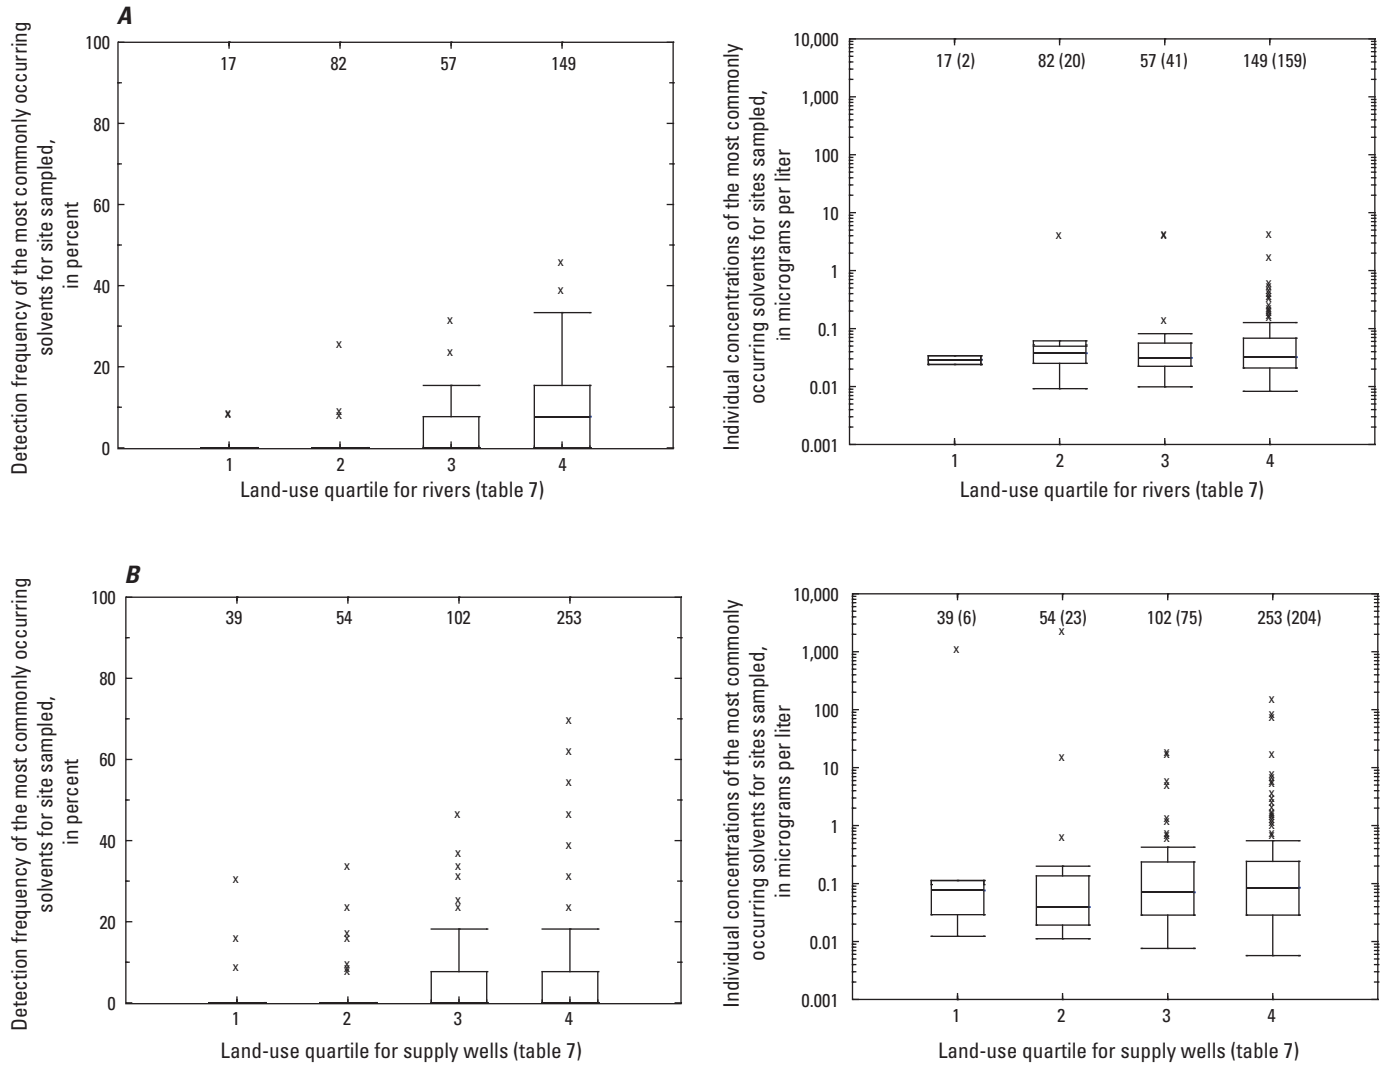 A
Detection frequency of the most commonly occurring
solvents for site sampled,
in percent
100
80
60
40
20
0
17 82 57 149
x
x
x
x
x
x
x
x
1 2 3 4
Land-use quartile for rivers (table 7)
Individual concentrations of the most commonly
occurring solvents for sites sampled,
in micrograms per liter
10,000
1,000
100
10
1
0.1
0.01
0.001
17 (2) 82 (20) 57 (41) 149 (159)
1 2 3 4
Land-use quartile for rivers (table 7)
B
Detection frequency of the most commonly occurring
solvents for site sampled,
in percent
100
80
60
40
20
0
39 54 102 253
1 2 3 4
Land-use quartile for supply wells (table 7)
Individual concentrations of the most commonly
occurring solvents for sites sampled,
in micrograms per liter
10,000
1,000
100
10
1
0.1
0.01
0.001
39 (6) 54 (23) 102 (75) 253 (204)
1 2 3 4
Land-use quartile for supply wells (table 7)